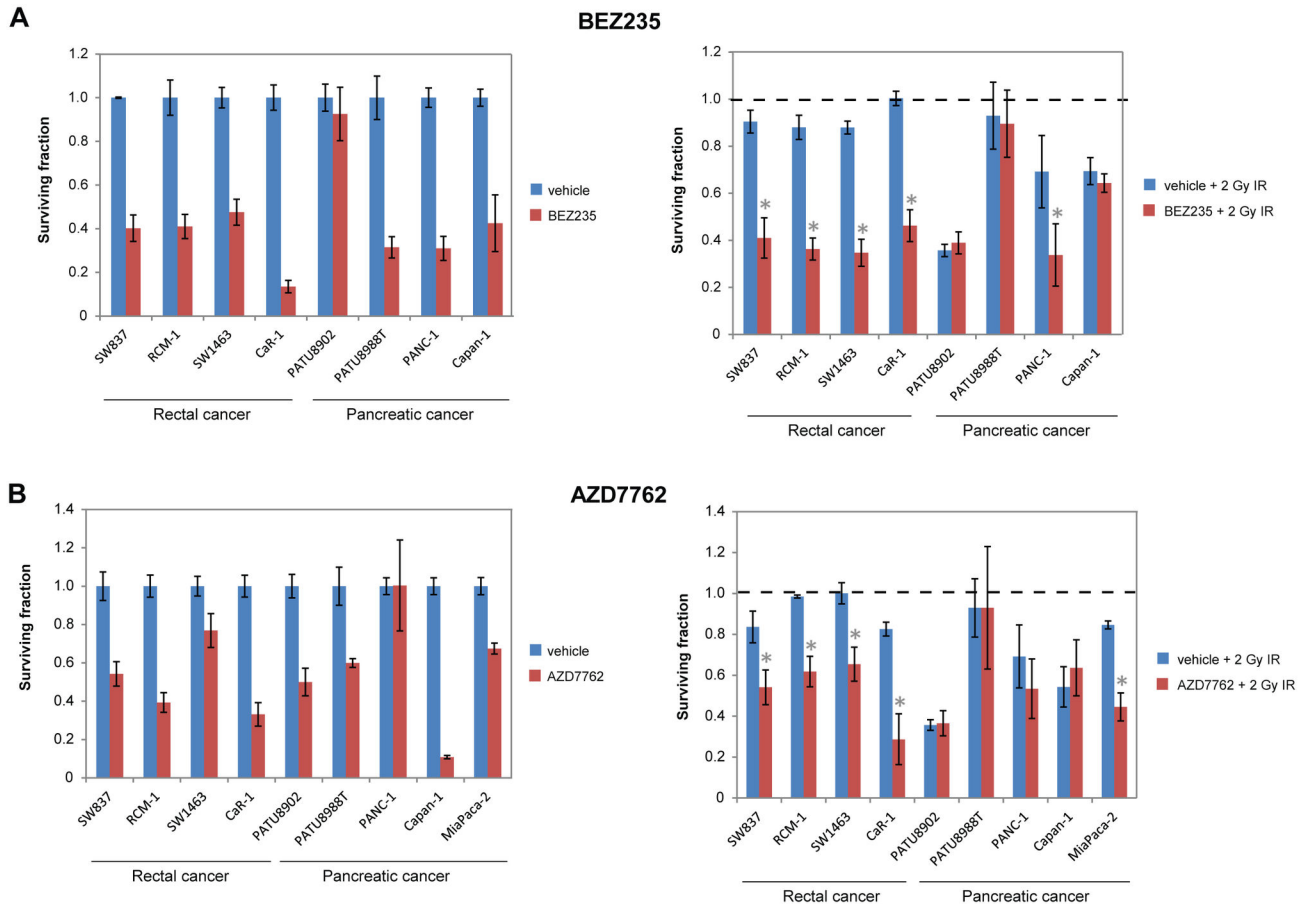 A
BEZ235
Surviving fraction
1.2
1.0
0.8
0.6
0.4
0.2
0
SW837
RCM-1
SW1463
CaR-1
PATU8902
PATU8988T
PANC-1
Capan-1
Rectal cancer
Pancreatic cancer
vehicle
BEZ235
Surviving fraction
1.2
1.0
0.8
0.6
0.4
0.2
0
*
*
*
*
*
SW837
RCM-1
SW1463
CaR-1
PATU8902
PATU8988T
PANC-1
Capan-1
Rectal cancer
Pancreatic cancer
vehicle + 2 Gy IR
BEZ235 + 2 Gy IR
B
AZD7762
Surviving fraction
1.4
1.2
1.0
0.8
0.6
0.4
0.2
0
SW837
RCM-1
SW1463
CaR-1
PATU8902
PATU8988T
PANC-1
Capan-1
MiaPaca-2
Rectal cancer
Pancreatic cancer
vehicle
AZD7762
Surviving fraction
1.4
1.2
1.0
0.8
0.6
0.4
0.2
0
*
*
*
*
*
SW837
RCM-1
SW1463
CaR-1
PATU8902
PATU8988T
PANC-1
Capan-1
MiaPaca-2
Rectal cancer
Pancreatic cancer
vehicle + 2 Gy IR
AZD7762 + 2 Gy IR